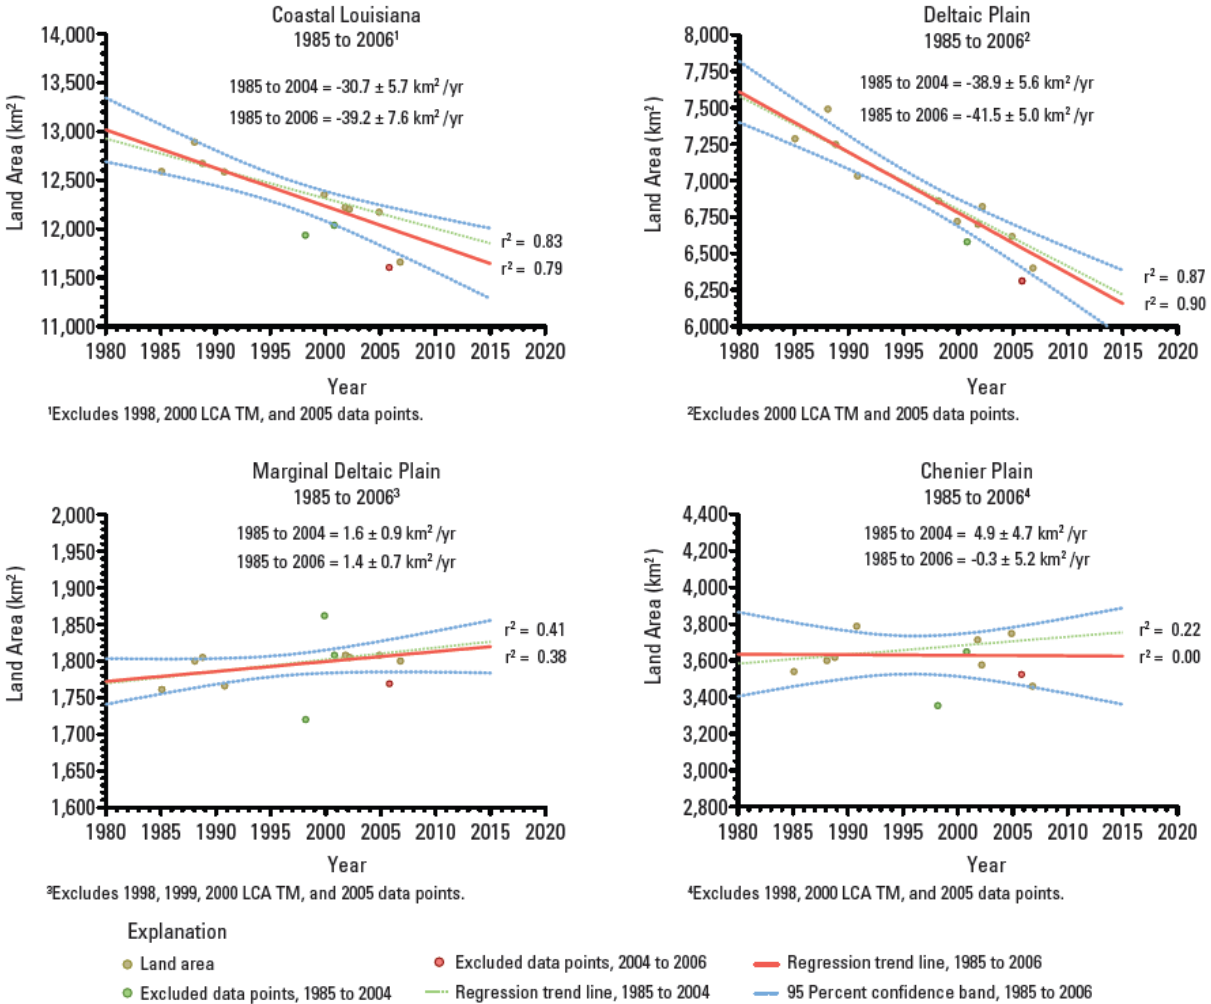 Coastal Louisiana
1985 to 2006¹
1985 to 2004 = -30.7 ± 5.7 km² /yr
1985 to 2006 = -39.2 ± 7.6 km² /yr
Land Area (km²)
14,000
13,500
13,000
12,500
12,000
11,500
11,000
r² = 0.83
r² = 0.79
1980 1985 1990 1995 2000 2005 2010 2015 2020
Year
¹Excludes 1998, 2000 LCA TM, and 2005 data points.
Deltaic Plain
1985 to 2006²
1985 to 2004 = -38.9 ± 5.6 km² /yr
1985 to 2006 = -41.5 ± 5.0 km² /yr
Land Area (km²)
8,000
7,750
7,500
7,250
7,000
6,750
6,500
6,250
6,000
r² = 0.87
r² = 0.90
1980 1985 1990 1995 2000 2005 2010 2015 2020
Year
²Excludes 2000 LCA TM and 2005 data points.
Marginal Deltaic Plain
1985 to 2006³
1985 to 2004 = 1.6 ± 0.9 km² /yr
1985 to 2006 = 1.4 ± 0.7 km² /yr
Land Area (km²)
2,000
1,950
1,900
1,850
1,800
1,750
1,700
1,650
1,600
r² = 0.41
r² = 0.38
1980 1985 1990 1995 2000 2005 2010 2015 2020
Year
³Excludes 1998, 1999, 2000 LCA TM, and 2005 data points.
Chenier Plain
1985 to 2006⁴
1985 to 2004 = 4.9 ± 4.7 km² /yr
1985 to 2006 = -0.3 ± 5.2 km² /yr
Land Area (km²)
4,400
4,200
4,000
3,800
3,600
3,400
3,200
3,000
2,800
r² = 0.22
r² = 0.00
1980 1985 1990 1995 2000 2005 2010 2015 2020
Year
⁴Excludes 1998, 2000 LCA TM, and 2005 data points.
Explanation
Land area
Excluded data points, 2004 to 2006
Regression trend line, 1985 to 2006
Excluded data points, 1985 to 2004
Regression trend line, 1985 to 2004
95 Percent confidence band, 1985 to 2006